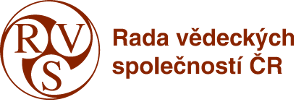 RVS
Rada vědeckých
společností ČR